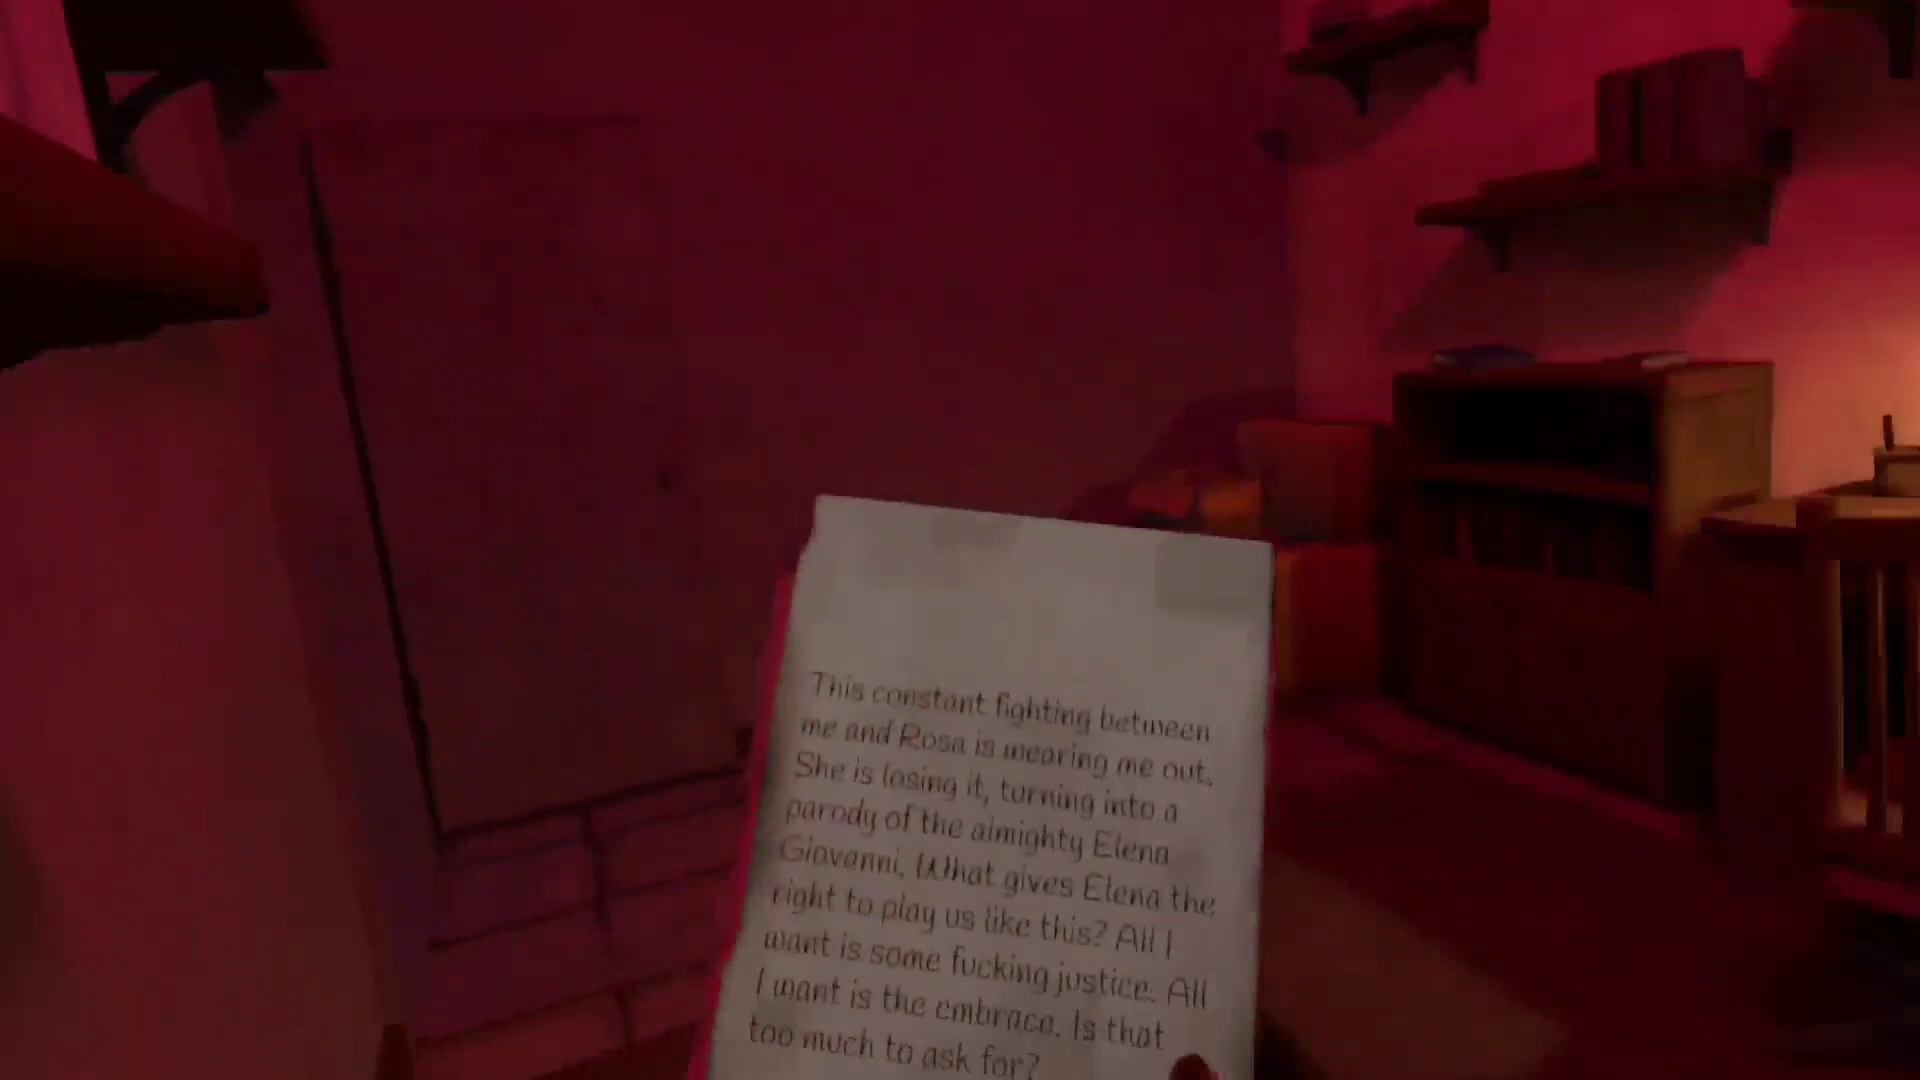 This constant fighting between
me and Rosa is wearing me out.
She is losing it, turning into a
parody of the almighty Elena
Giovanni. What gives Elena the
right to play us like this? All I
want is some fucking justice. All
I want is the embrace. Is that
too much to ask for?